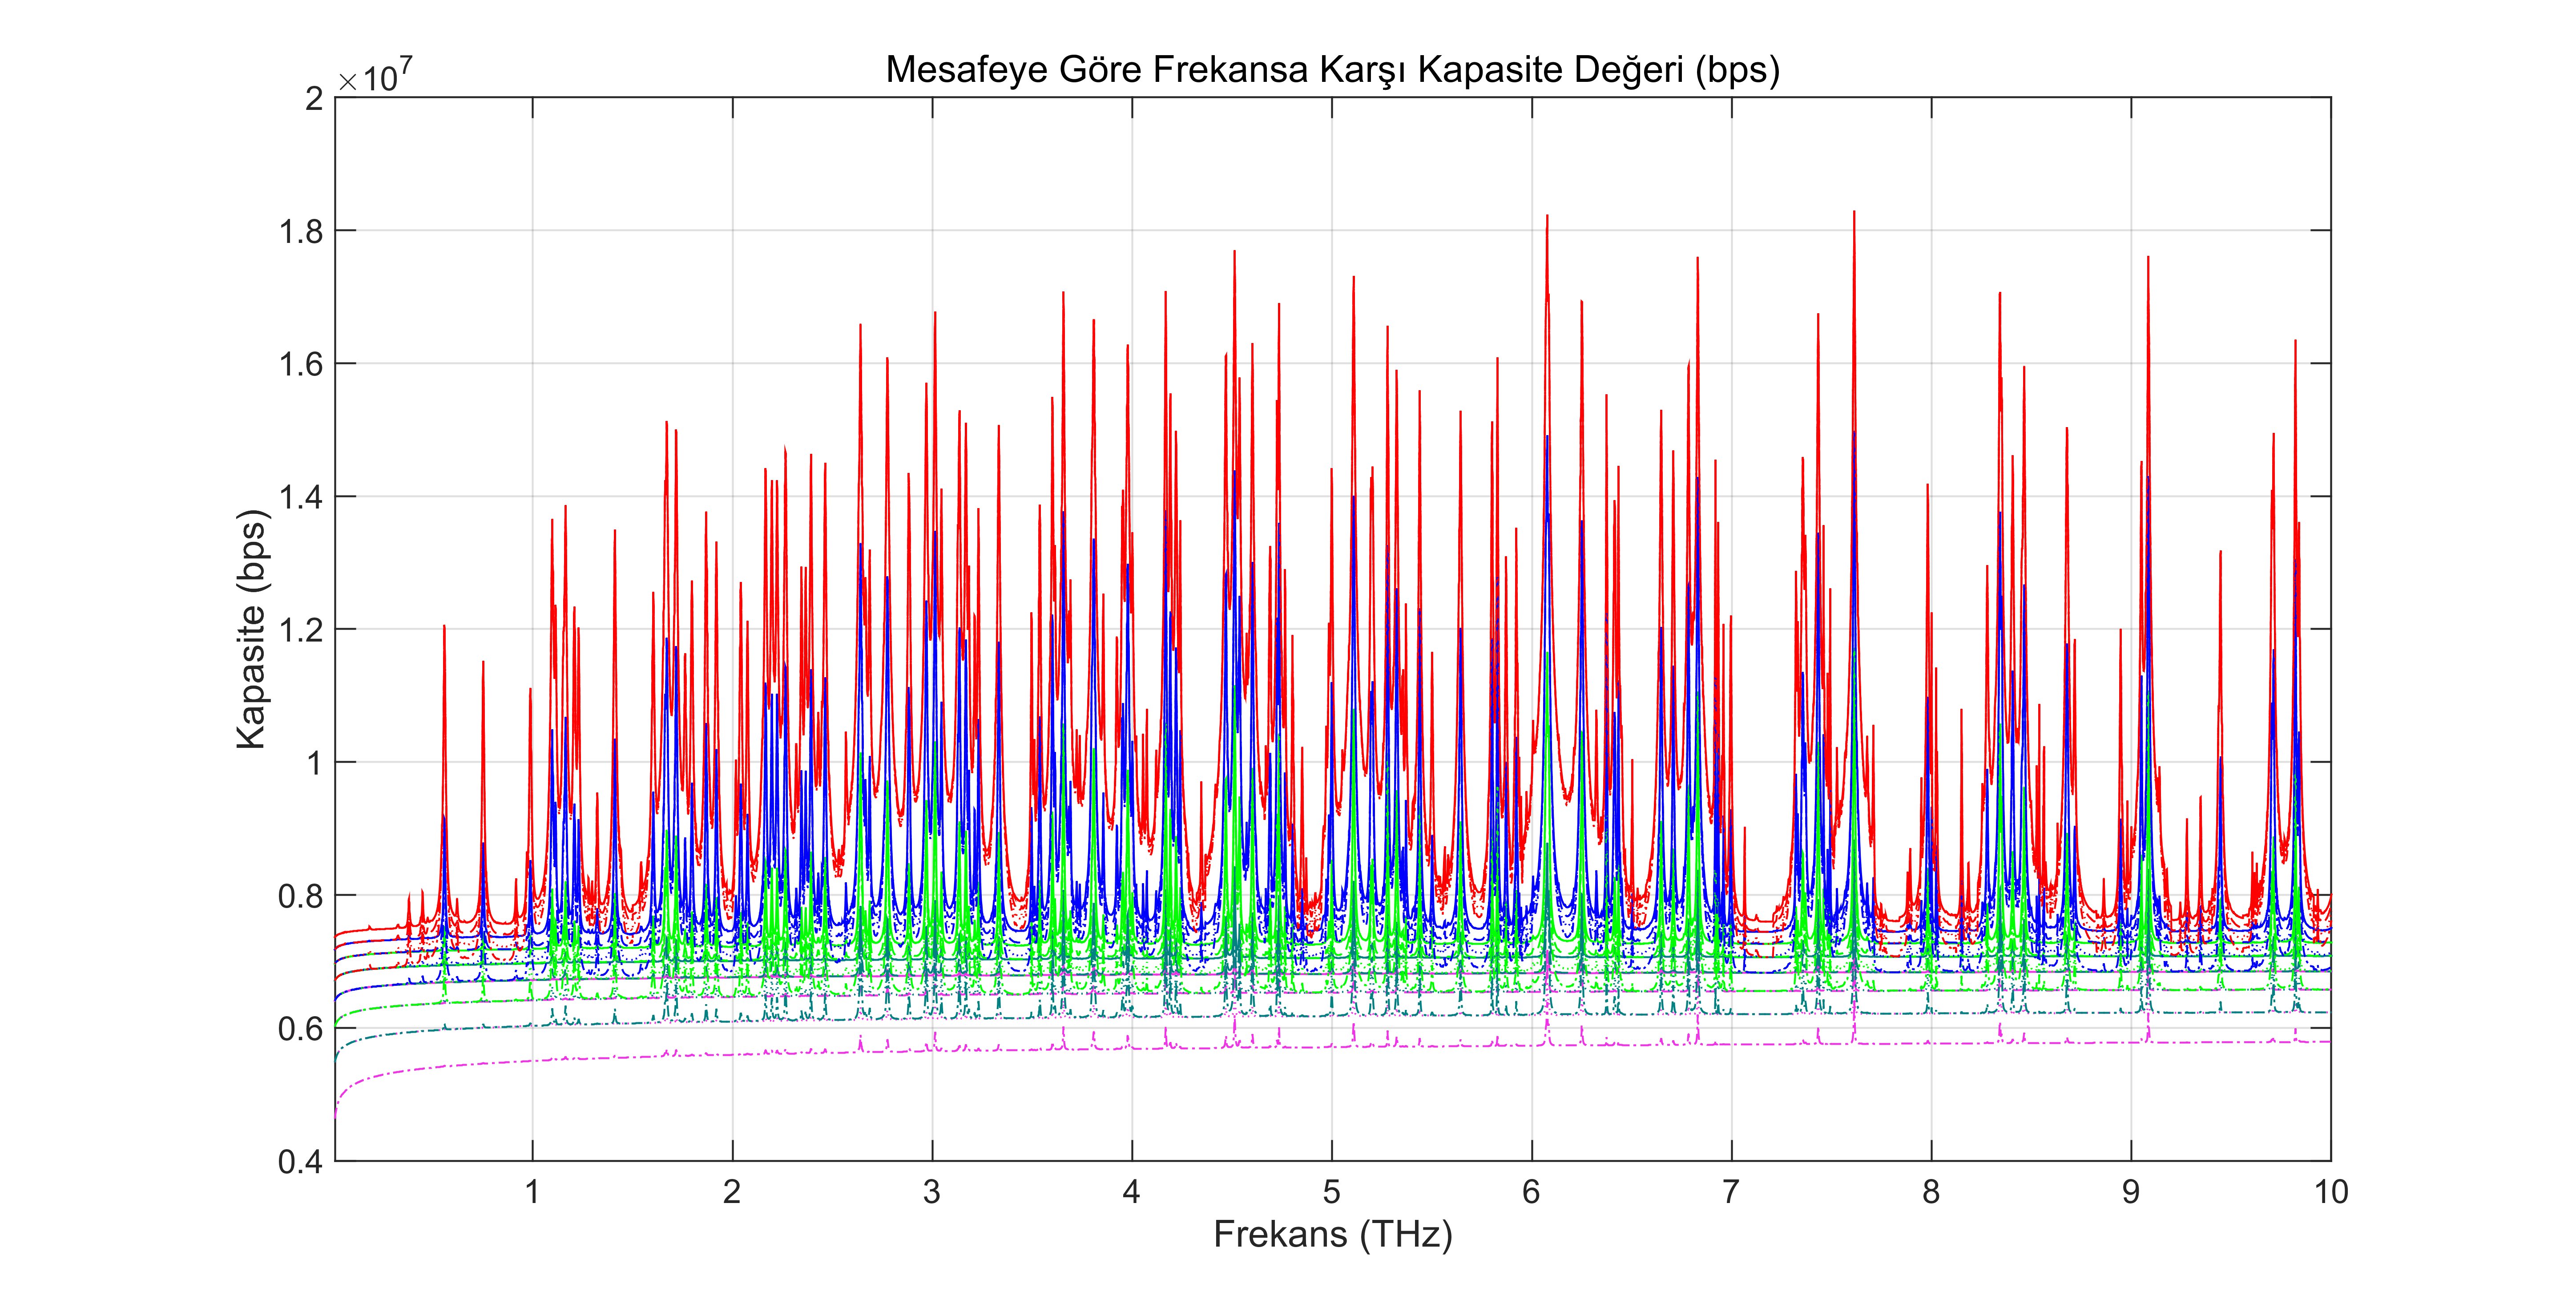 Mesafeye Göre Frekansa Karşı Kapasite Değeri (bps)
×10^7
2
1.8
1.6
1.4
1.2
1
0.8
0.6
0.4
Kapasite (bps)
1 2 3 4 5 6 7 8 9 10
Frekans (THz)